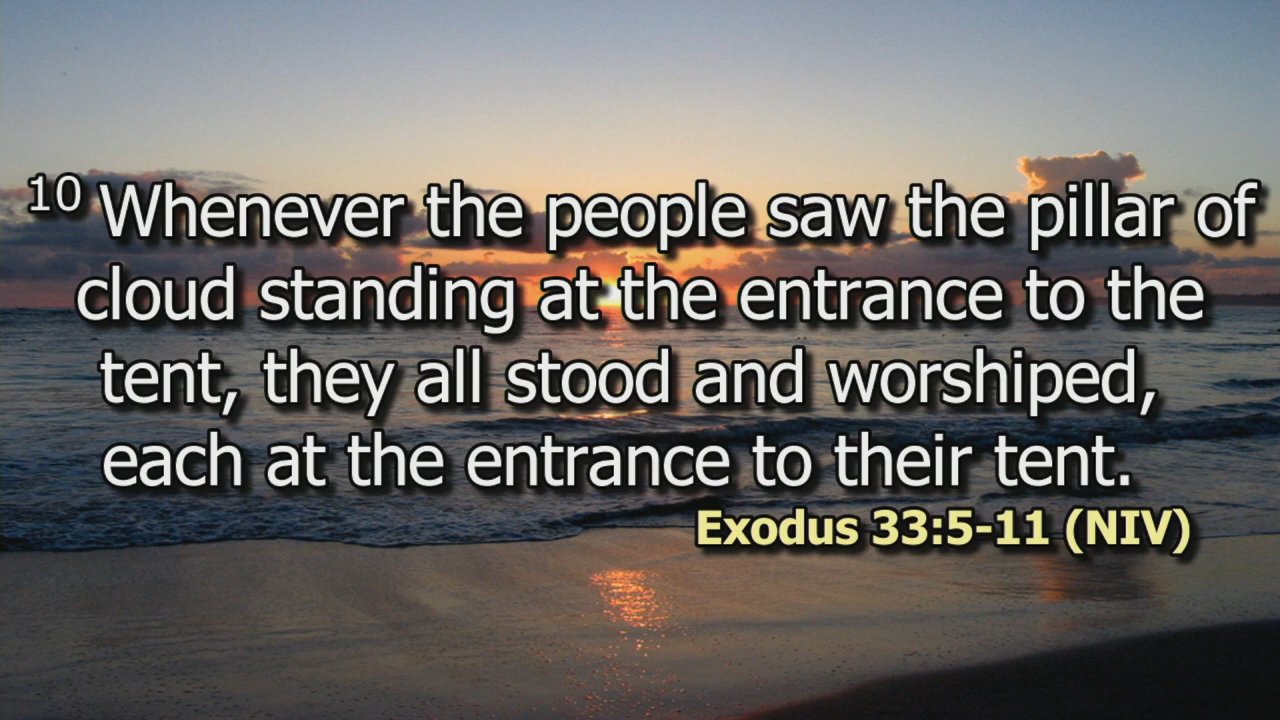 10 Whenever the people saw the pillar of
cloud standing at the entrance to the
tent, they all stood and worshiped,
each at the entrance to their tent.
Exodus 33:5-11 (NIV)